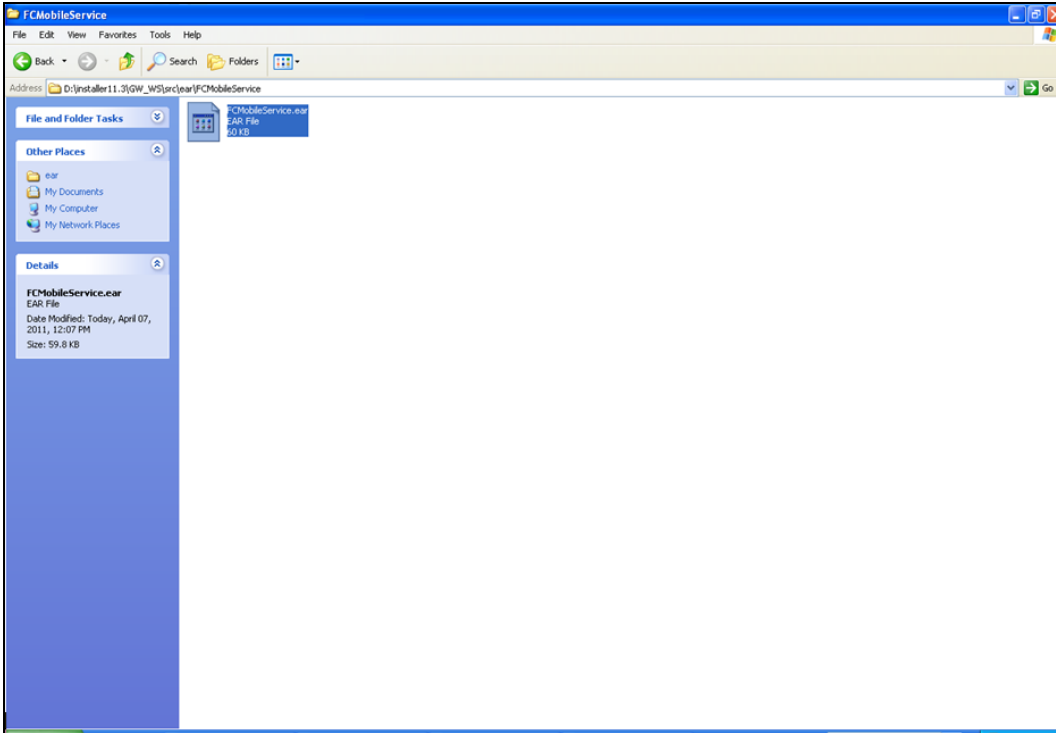 FCMobileService
File Edit View Favorites Tools Help
Back Search Folders
Address D:\installer11.3\GW_WS\src\ear\FCMobileService Go
File and Folder Tasks
Other Places
ear
My Documents
My Computer
My Network Places
Details
FCMobileService.ear
EAR File
Date Modified: Today, April 07,
2011, 12:07 PM
Size: 59.8 KB
FCMobileService.ear
EAR File
60 KB